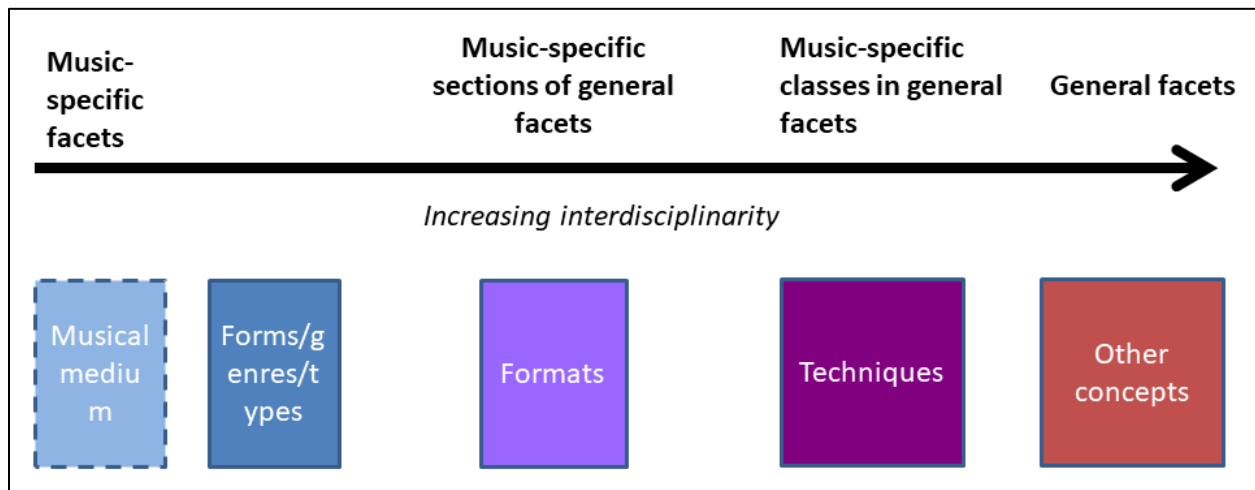 Music-
specific
facets
Music-specific
sections of general
facets
Music-specific
classes in general
facets
General facets
Increasing interdisciplinarity
Musical
mediu
m
Forms/g
enres/t
ypes
Formats
Techniques
Other
concepts